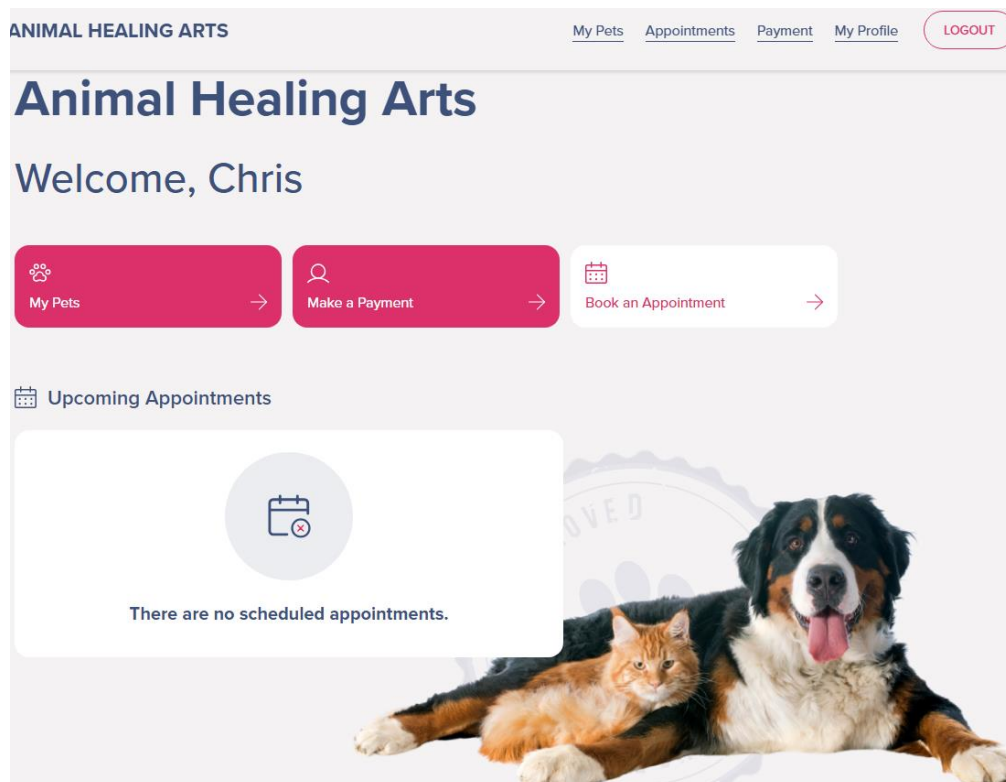 ANIMAL HEALING ARTS
My Pets Appointments Payment My Profile LOGOUT
Animal Healing Arts
Welcome, Chris
My Pets
Make a Payment
Book an Appointment
Upcoming Appointments
There are no scheduled appointments.